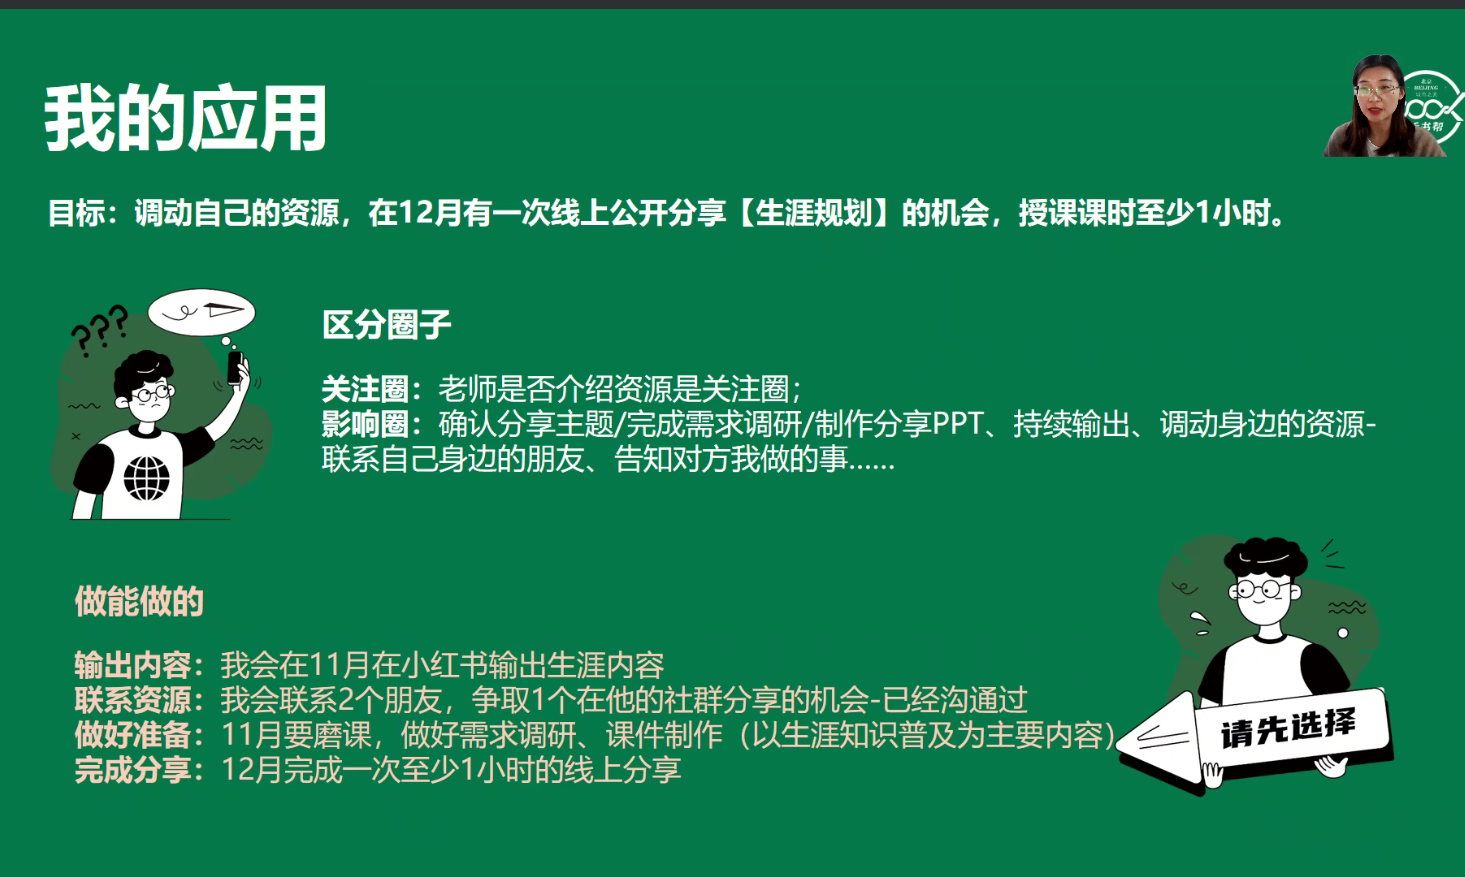 我的应用
北京
BEIJING
书帮
目标：调动自己的资源，在12月有一次线上公开分享【生涯规划】的机会，授课课时至少1小时。
???
区分圈子
关注圈：老师是否介绍资源是关注圈；
影响圈：确认分享主题/完成需求调研/制作分享PPT、持续输出、调动身边的资源-
联系自己身边的朋友、告知对方我做的事……
做能做的
输出内容：我会在11月在小红书输出生涯内容
联系资源：我会联系2个朋友，争取1个在他的社群分享的机会-已经沟通过
做好准备：11月要磨课，做好需求调研、课件制作（以生涯知识普及为主要内容）
完成分享：12月完成一次至少1小时的线上分享
请先选择